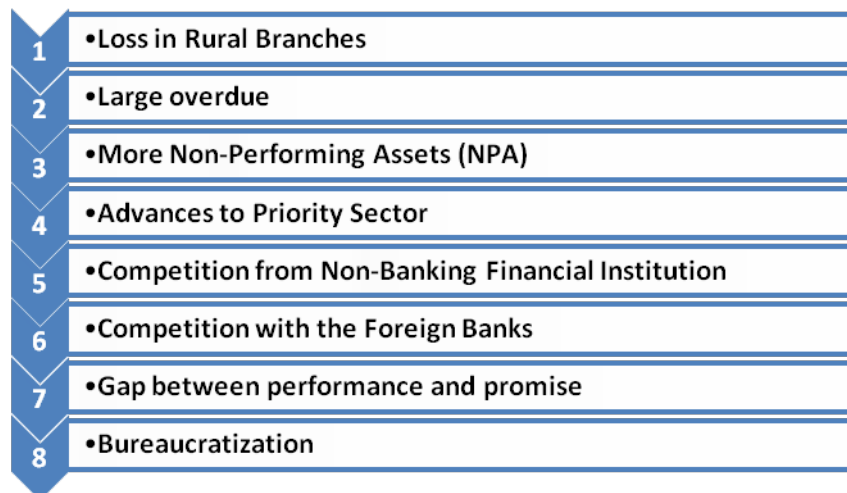 1 •Loss in Rural Branches
2 •Large overdue
3 •More Non-Performing Assets (NPA)
4 •Advances to Priority Sector
5 •Competition from Non-Banking Financial Institution
6 •Competition with the Foreign Banks
7 •Gap between performance and promise
8 •Bureaucratization